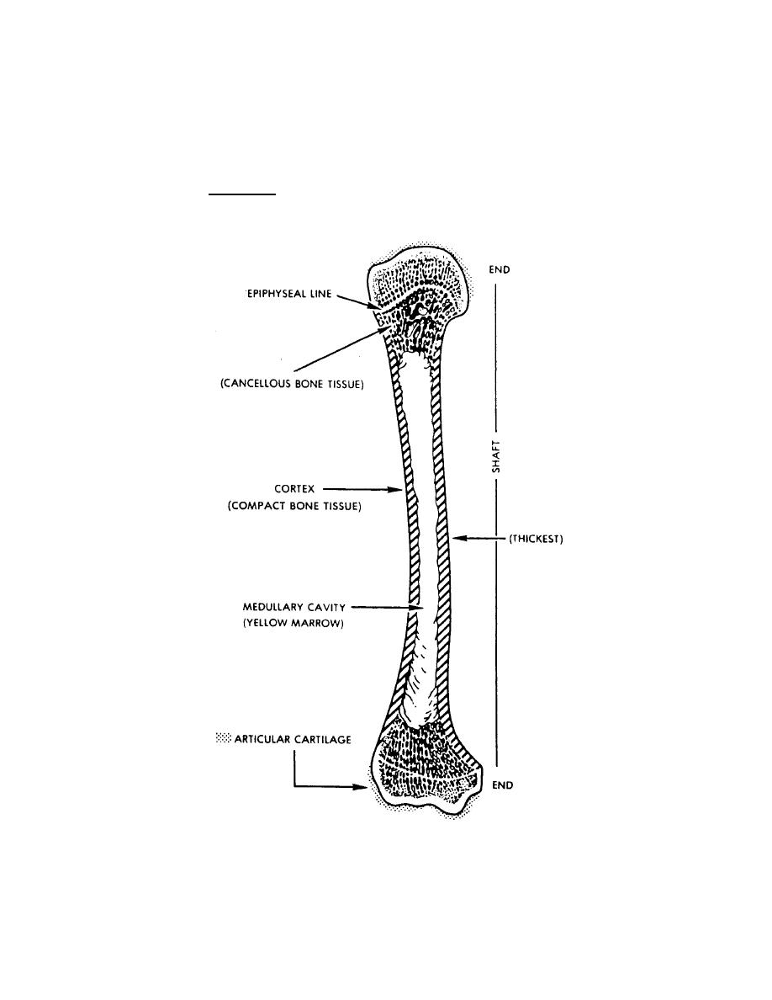 END
EPIPHYSEAL LINE
(CANCELLOUS BONE TISSUE)
SHAFT
CORTEX
(COMPACT BONE TISSUE)
(THICKEST)
MEDULLARY CAVITY
(YELLOW MARROW)
ARTICULAR CARTILAGE
END